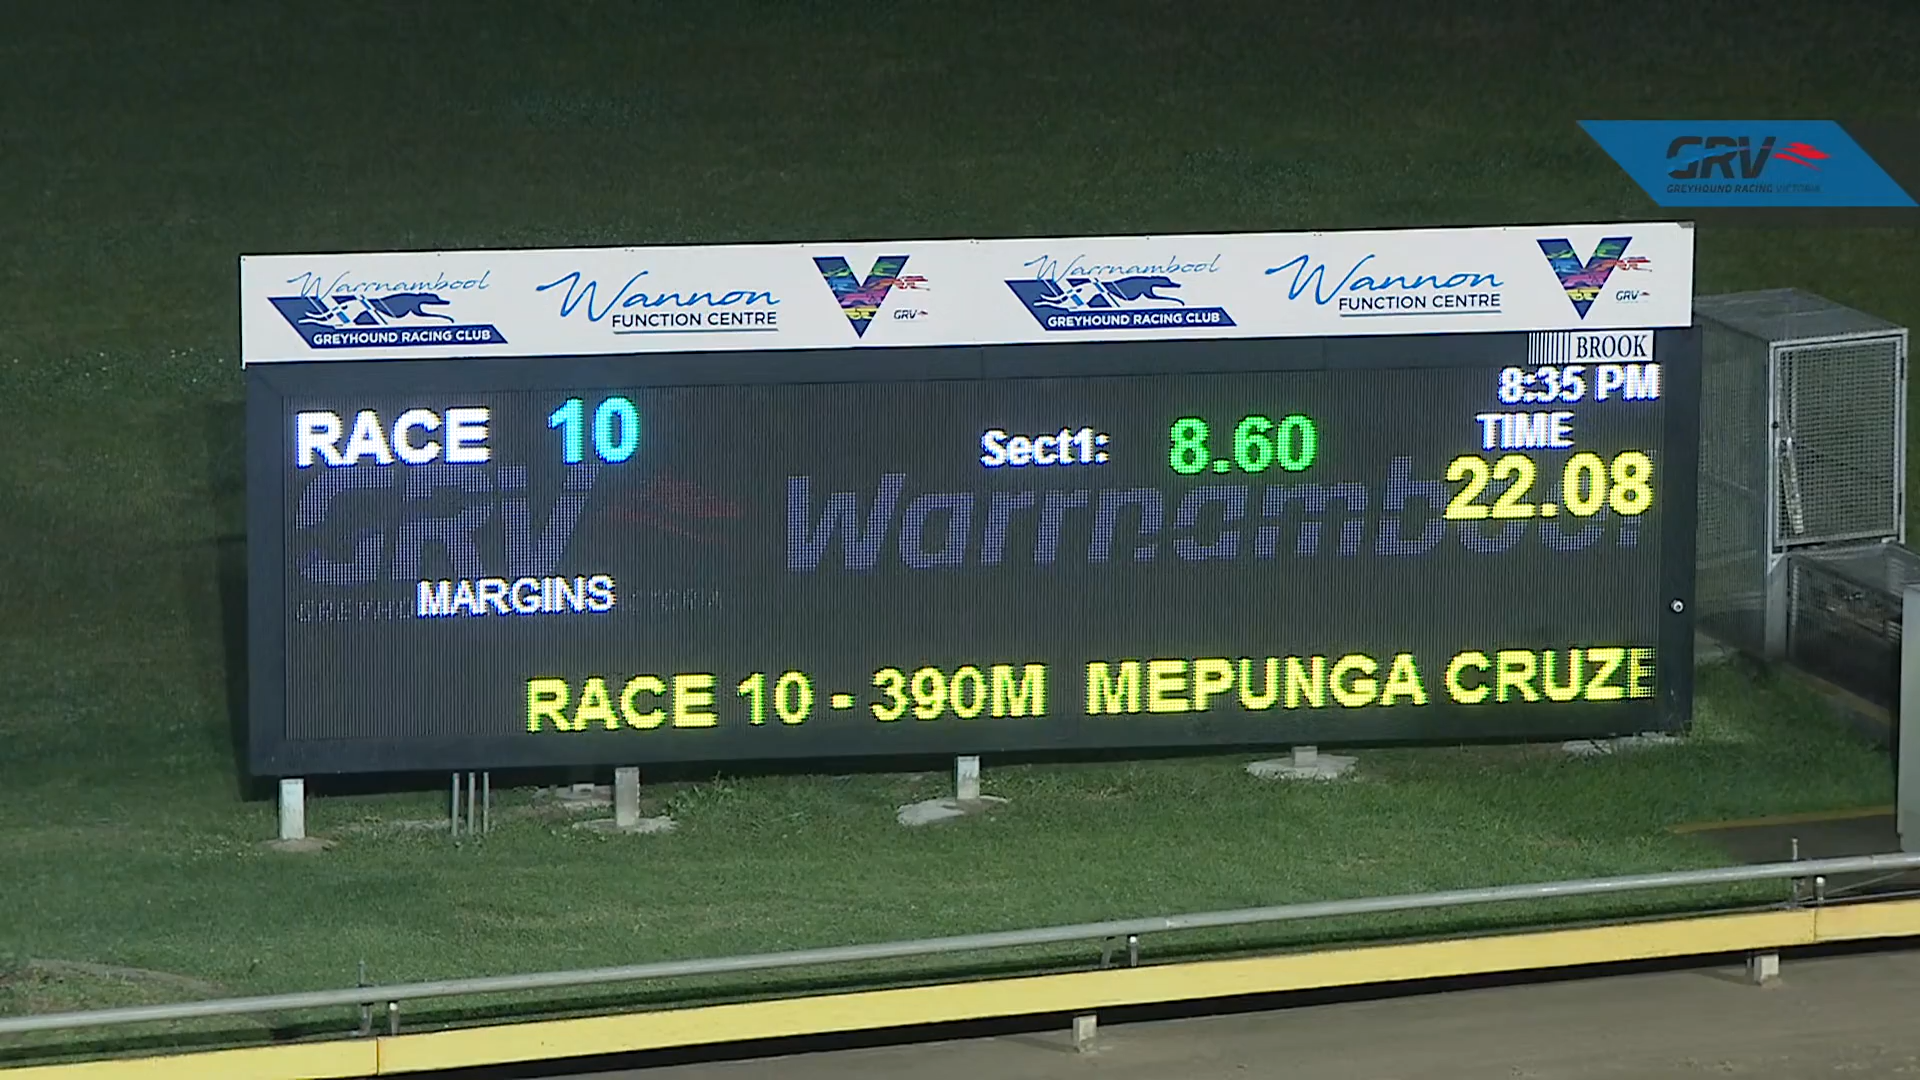 GRV
GREYHOUND RACING VICTORIA
Warrnambool
GREYHOUND RACING CLUB
Wannon
FUNCTION CENTRE
GRV
Warrnambool
GREYHOUND RACING CLUB
Wannon
FUNCTION CENTRE
GRV
BROOK
8:35 PM
RACE 10
Sect1: 8.60
TIME
22.08
GRV
Warrnambool
MARGINS
RACE 10 - 390M MEPUNGA CRUZE